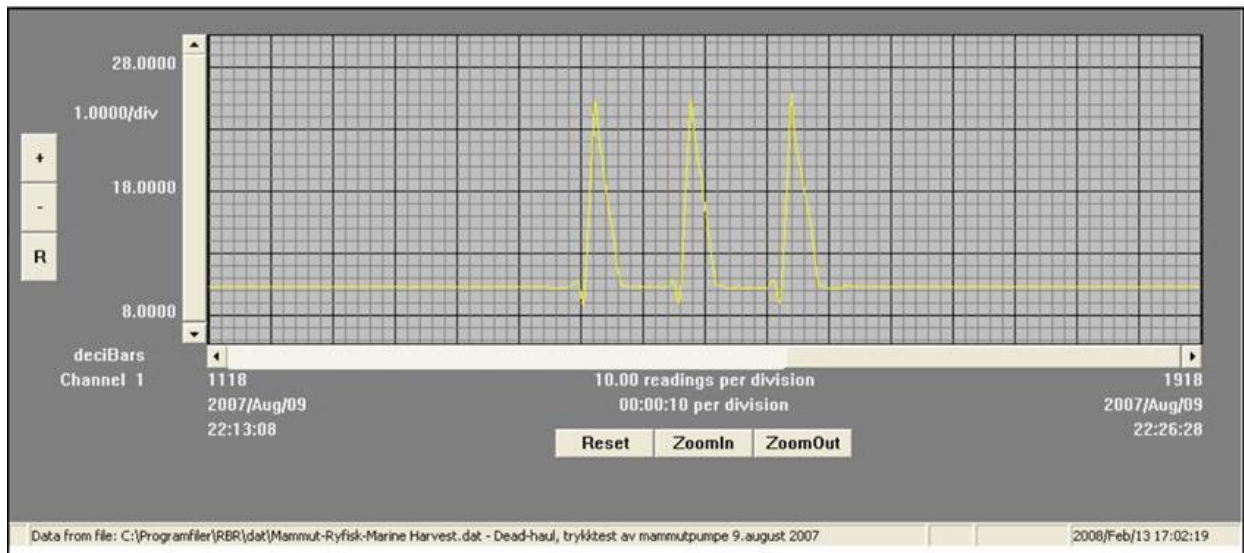 28.0000
1.0000/div
+
18.0000
-
R
8.0000
deciBars
Channel 1
1118 10.00 readings per division 1918
2007/Aug/09 00:00:10 per division 2007/Aug/09
22:13:08 22:26:28
Reset ZoomIn ZoomOut
Data from file: C:\Programfiler\RBR\dat\Mammut-Ryfisk-Marine Harvest.dat - Dead-haul, trykktest av mammutpumpe 9.august 2007 2008/Feb/13 17:02:19